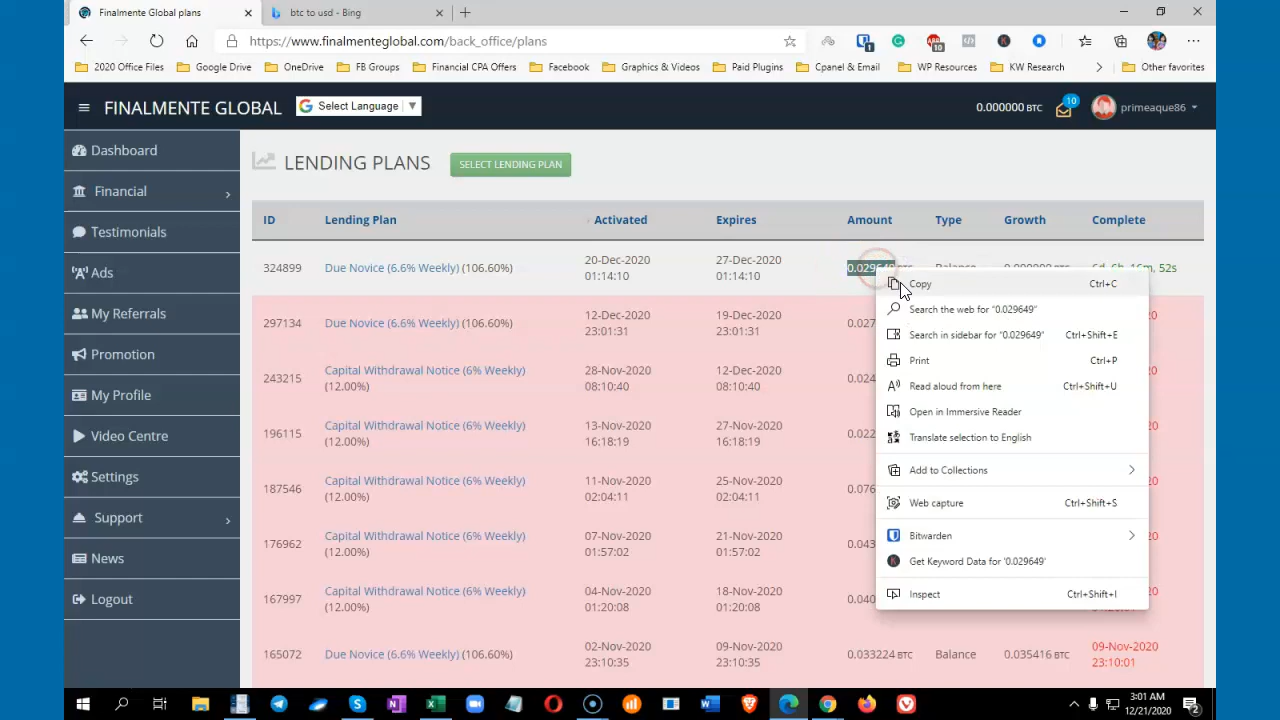 Finalmente Global plans
btc to usd - Bing
https://www.finalmenteglobal.com/back_office/plans
1
10
2020 Office Files
Google Drive
OneDrive
FB Groups
Financial CPA Offers
Facebook
Graphics & Videos
Paid Plugins
Cpanel & Email
WP Resources
KW Research
Other favorites
FINALMENTE GLOBAL
Select Language ▼
0.000000 BTC
10
primeaque86
Dashboard
Financial
Testimonials
Ads
My Referrals
Promotion
My Profile
Video Centre
Settings
Support
News
Logout
LENDING PLANS
SELECT LENDING PLAN
ID Lending Plan Activated Expires Amount Type Growth Complete
324899 Due Novice (6.6% Weekly) (106.60%) 20-Dec-2020 27-Dec-2020
01:14:10 01:14:10
297134 Due Novice (6.6% Weekly) (106.60%) 12-Dec-2020 19-Dec-2020 0.027
23:01:31 23:01:31
243215 Capital Withdrawal Notice (6% Weekly) 28-Nov-2020 12-Dec-2020 0.024
(12.00%) 08:10:40 08:10:40
196115 Capital Withdrawal Notice (6% Weekly) 13-Nov-2020 27-Nov-2020 0.022
(12.00%) 16:18:19 16:18:19
187546 Capital Withdrawal Notice (6% Weekly) 11-Nov-2020 25-Nov-2020 0.076
(12.00%) 02:04:11 02:04:11
176962 Capital Withdrawal Notice (6% Weekly) 07-Nov-2020 21-Nov-2020 0.043
(12.00%) 01:57:02 01:57:02
167997 Capital Withdrawal Notice (6% Weekly) 04-Nov-2020 18-Nov-2020 0.040
(12.00%) 01:20:08 01:20:08
165072 Due Novice (6.6% Weekly) (106.60%) 02-Nov-2020 09-Nov-2020 0.033224 BTC Balance 0.035416 BTC 09-Nov-2020
23:10:35 23:10:35 23:10:01
Copy Ctrl+C
Search the web for "0.029649"
Search in sidebar for "0.029649" Ctrl+Shift+E
Print Ctrl+P
Read aloud from here Ctrl+Shift+U
Open in Immersive Reader
Translate selection to English
Add to Collections
Web capture Ctrl+Shift+S
Bitwarden
Get Keyword Data for '0.029649'
Inspect Ctrl+Shift+I
3:01 AM
12/21/2020
2